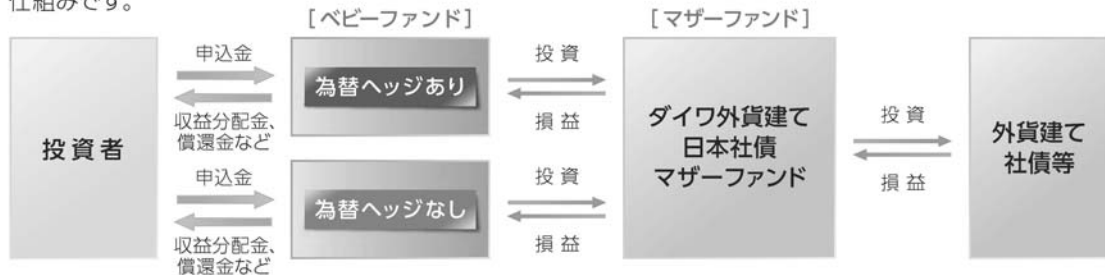 仕組みです。
[ベビーファンド]
[マザーファンド]
投資者
申込金
収益分配金、
償還金など
為替ヘッジあり
投資
損益
申込金
収益分配金、
償還金など
為替ヘッジなし
投資
損益
ダイワ外貨建て
日本社債
マザーファンド
投資
損益
外貨建て
社債等